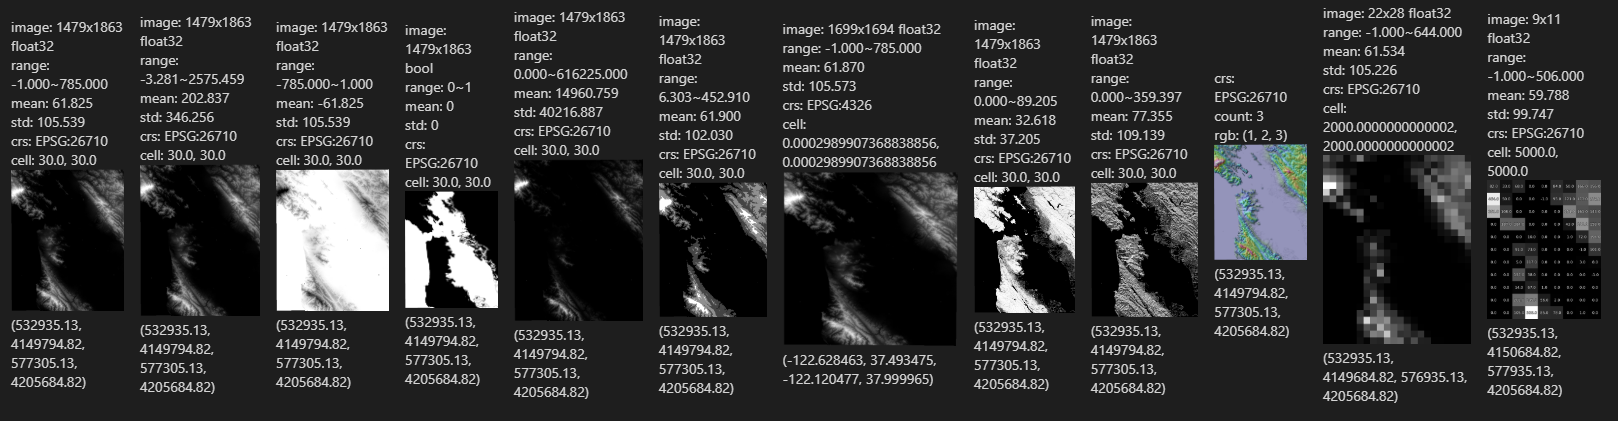 image: 1479x1863
float32
range:
-1.000~785.000
mean: 61.825
std: 105.539
crs: EPSG:26710
cell: 30.0, 30.0
(532935.13,
4149794.82,
577305.13,
4205684.82)
image: 1479x1863
float32
range:
-3.281~2575.459
mean: 202.837
std: 346.256
crs: EPSG:26710
cell: 30.0, 30.0
(532935.13,
4149794.82,
577305.13,
4205684.82)
image: 1479x1863
float32
range:
-785.000~1.000
mean: -61.825
std: 105.539
crs: EPSG:26710
cell: 30.0, 30.0
(532935.13,
4149794.82,
577305.13,
4205684.82)
image:
1479x1863
bool
range: 0~1
mean: 0
std: 0
crs:
EPSG:26710
cell: 30.0, 30.0
(532935.13,
4149794.82,
577305.13,
4205684.82)
image: 1479x1863
float32
range:
0.000~616225.000
mean: 14960.759
std: 40216.887
crs: EPSG:26710
cell: 30.0, 30.0
(532935.13,
4149794.82,
577305.13,
4205684.82)
image:
1479x1863
float32
range:
6.303~452.910
mean: 61.900
std: 102.030
crs: EPSG:26710
cell: 30.0, 30.0
(532935.13,
4149794.82,
577305.13,
4205684.82)
image: 1699x1694 float32
range: -1.000~785.000
mean: 61.870
std: 105.573
crs: EPSG:4326
cell:
0.0002989907368838856,
0.0002989907368838856
(-122.628463, 37.493475,
-122.120477, 37.999965)
image:
1479x1863
float32
range:
0.000~89.205
mean: 32.618
std: 37.205
crs: EPSG:26710
cell: 30.0, 30.0
(532935.13,
4149794.82,
577305.13,
4205684.82)
image:
1479x1863
float32
range:
0.000~359.397
mean: 77.355
std: 109.139
crs: EPSG:26710
cell: 30.0, 30.0
(532935.13,
4149794.82,
577305.13,
4205684.82)
crs:
EPSG:26710
count: 3
rgb: (1, 2, 3)
(532935.13,
4149794.82,
577305.13,
4205684.82)
image: 22x28 float32
range: -1.000~644.000
mean: 61.534
std: 105.226
crs: EPSG:26710
cell:
2000.0000000000002,
2000.0000000000002
(532935.13,
4149684.82, 576935.13,
4205684.82)
image: 9x11
float32
range:
-1.000~506.000
mean: 59.788
std: 99.747
crs: EPSG:26710
cell: 5000.0,
5000.0
(532935.13,
4150684.82,
577935.13,
4205684.82)